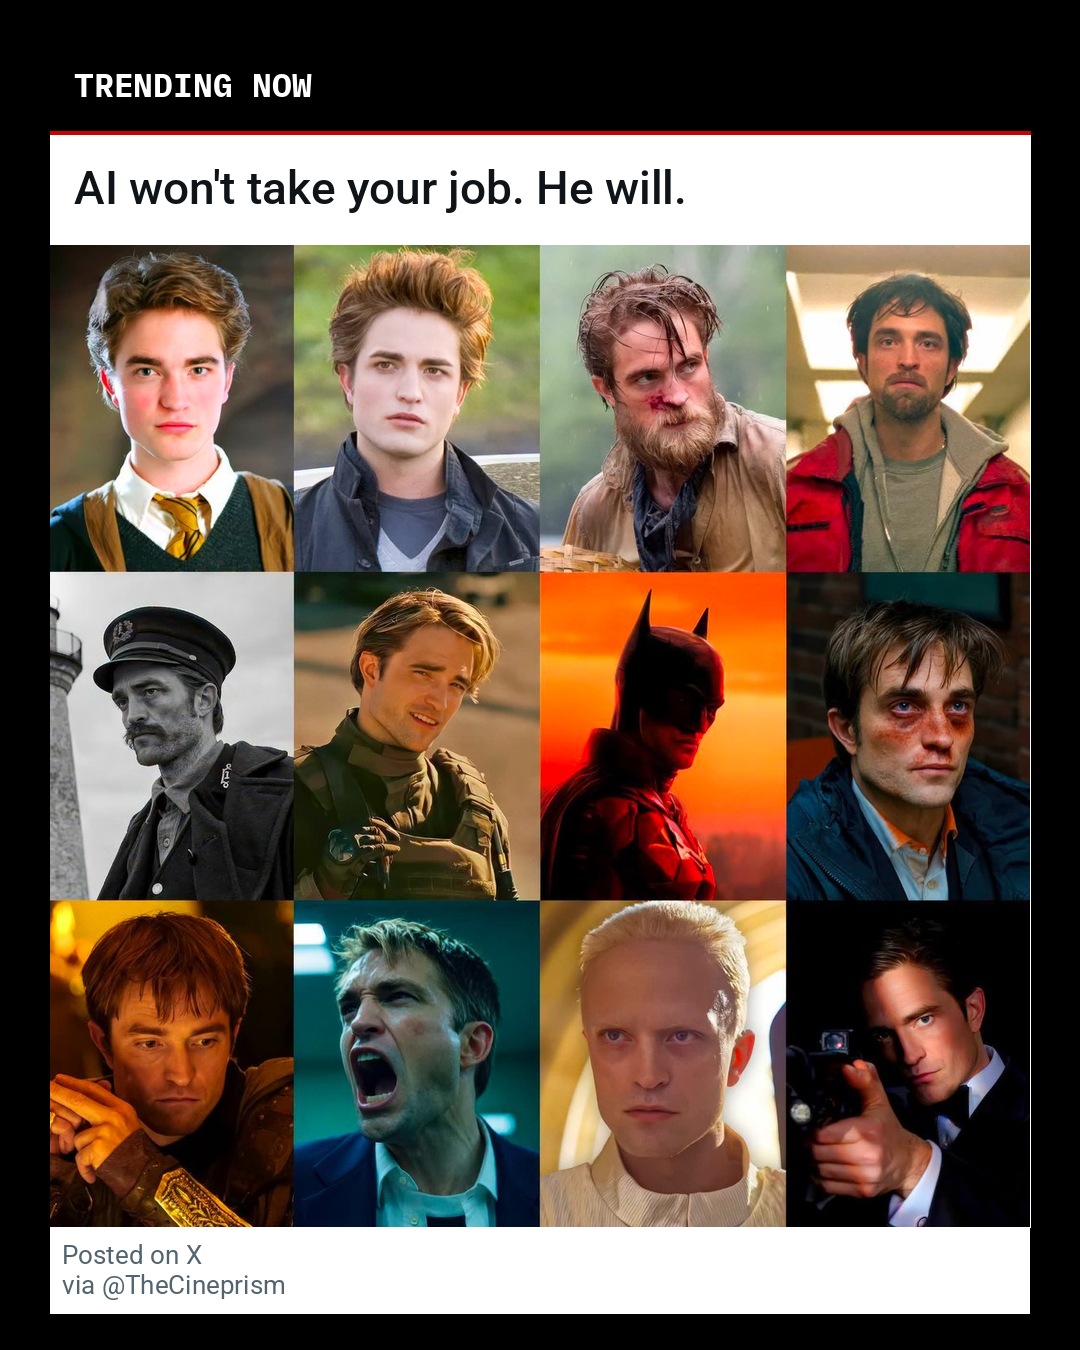 TRENDING NOW
AI won't take your job. He will.
Posted on X
via @TheCineprism